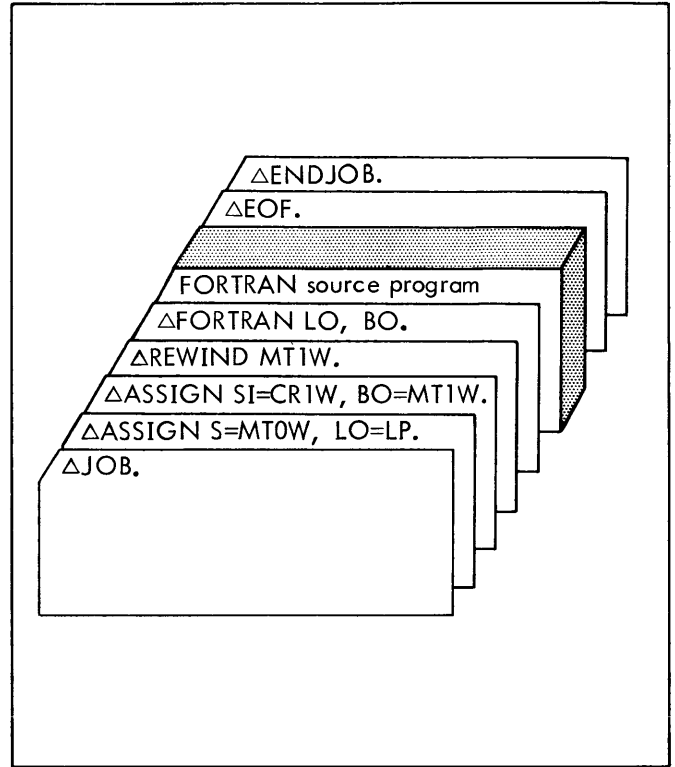 △ENDJOB.
△EOF.
FORTRAN source program
△FORTRAN LO, BO.
△REWIND MT1W.
△ASSIGN SI=CR1W, BO=MT1W.
△ASSIGN S=MT0W, LO=LP.
△JOB.